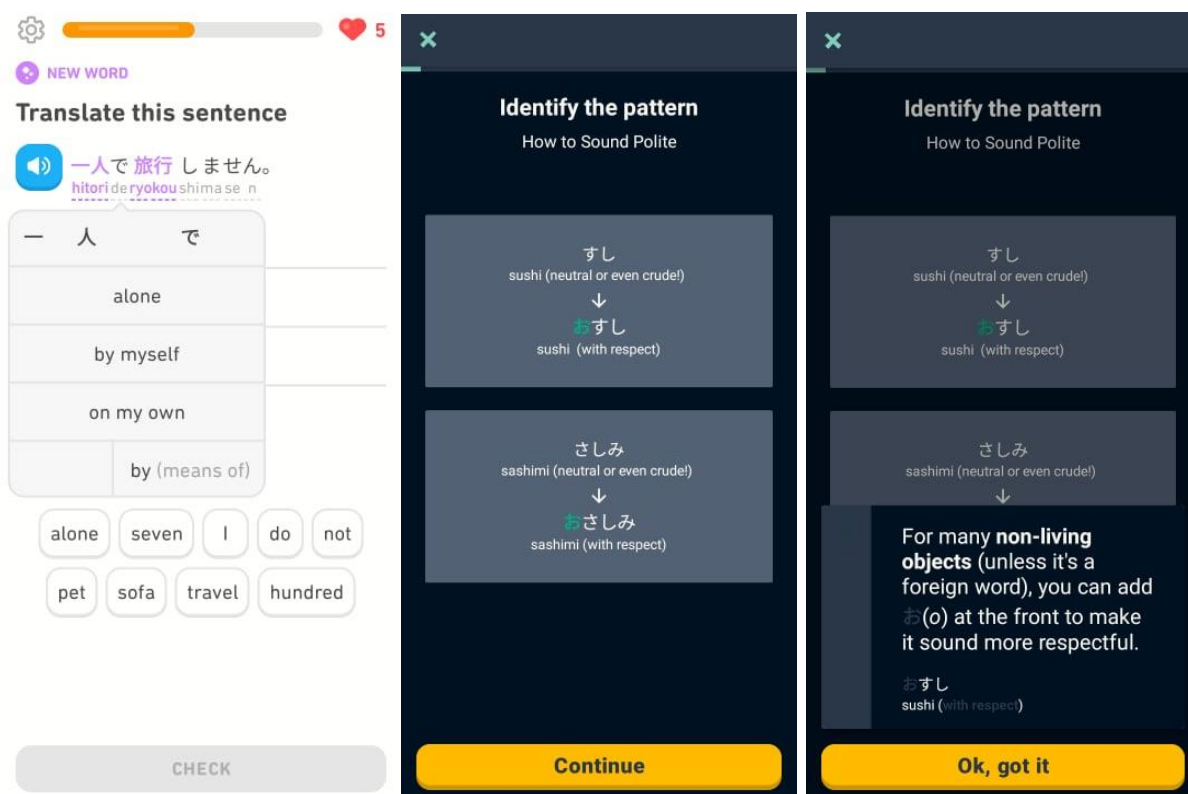 5
NEW WORD
Translate this sentence
一人で 旅行 し ません。
hitori de ryokou shima se n
一 人 で
alone
by myself
on my own
by (means of)
alone seven I do not
pet sofa travel hundred
CHECK
Identify the pattern
How to Sound Polite
すし
sushi (neutral or even crude!)
↓
おすし
sushi (with respect)
さしみ
sashimi (neutral or even crude!)
↓
おさしみ
sashimi (with respect)
Continue
Identify the pattern
How to Sound Polite
すし
sushi (neutral or even crude!)
↓
おすし
sushi (with respect)
さしみ
sashimi (neutral or even crude!)
↓
For many non-living
objects (unless it's a
foreign word), you can add
お(o) at the front to make
it sound more respectful.
おすし
sushi (with respect)
Ok, got it